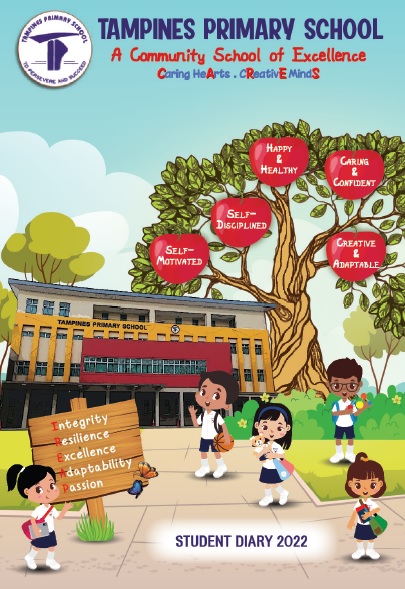 TAMPINES PRIMARY SCHOOL
TO PERSEVERE AND SUCCEED
TAMPINES PRIMARY SCHOOL
A Community School of Excellence
Caring HeArts . CReativE MindS
HAPPY
&
HEALTHY
CARING
&
CONFIDENT
SELF-
DISCIPLINED
SELF-
MOTIVATED
CREATIVE
&
ADAPTABLE
TAMPINES PRIMARY SCHOOL
Integrity
Resilience
Excellence
Adaptability
Passion
STUDENT DIARY 2022